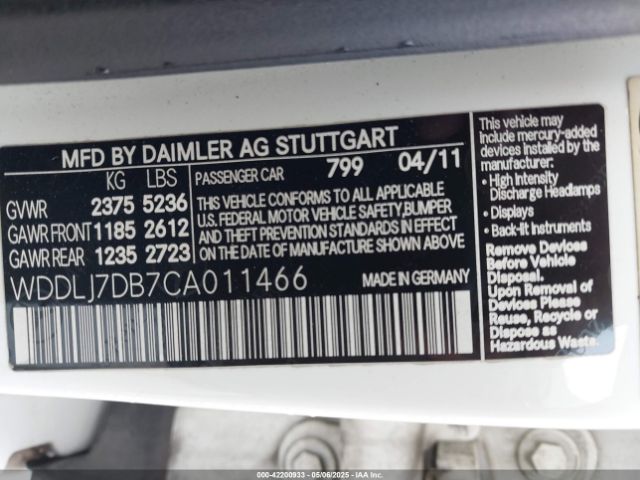 MFD BY DAIMLER AG STUTTGART
KG LBS
GVWR 2375 5236
GAWR FRONT 1185 2612
GAWR REAR 1235 2723
PASSENGER CAR 799 04/11
THIS VEHICLE CONFORMS TO ALL APPLICABLE
U.S. FEDERAL MOTOR VEHICLE SAFETY, BUMPER
AND THEFT PREVENTION STANDARDS IN EFFECT
ON THE DATE OF MANUFACTURE SHOWN ABOVE.
WDDLJ7DB7CA011466
MADE IN GERMANY
This vehicle may
include mercury-added
devices installed by the
manufacturer:
• High Intensity
Discharge Headlamps
• Displays
• Back-lit Instruments
Remove Devices
Before Vehicle
Disposal.
Upon Removal of
Devices Please
Reuse, Recycle or
Dispose as
Hazardous Waste.
000-42200933 - 05/06/2025 - IAAI